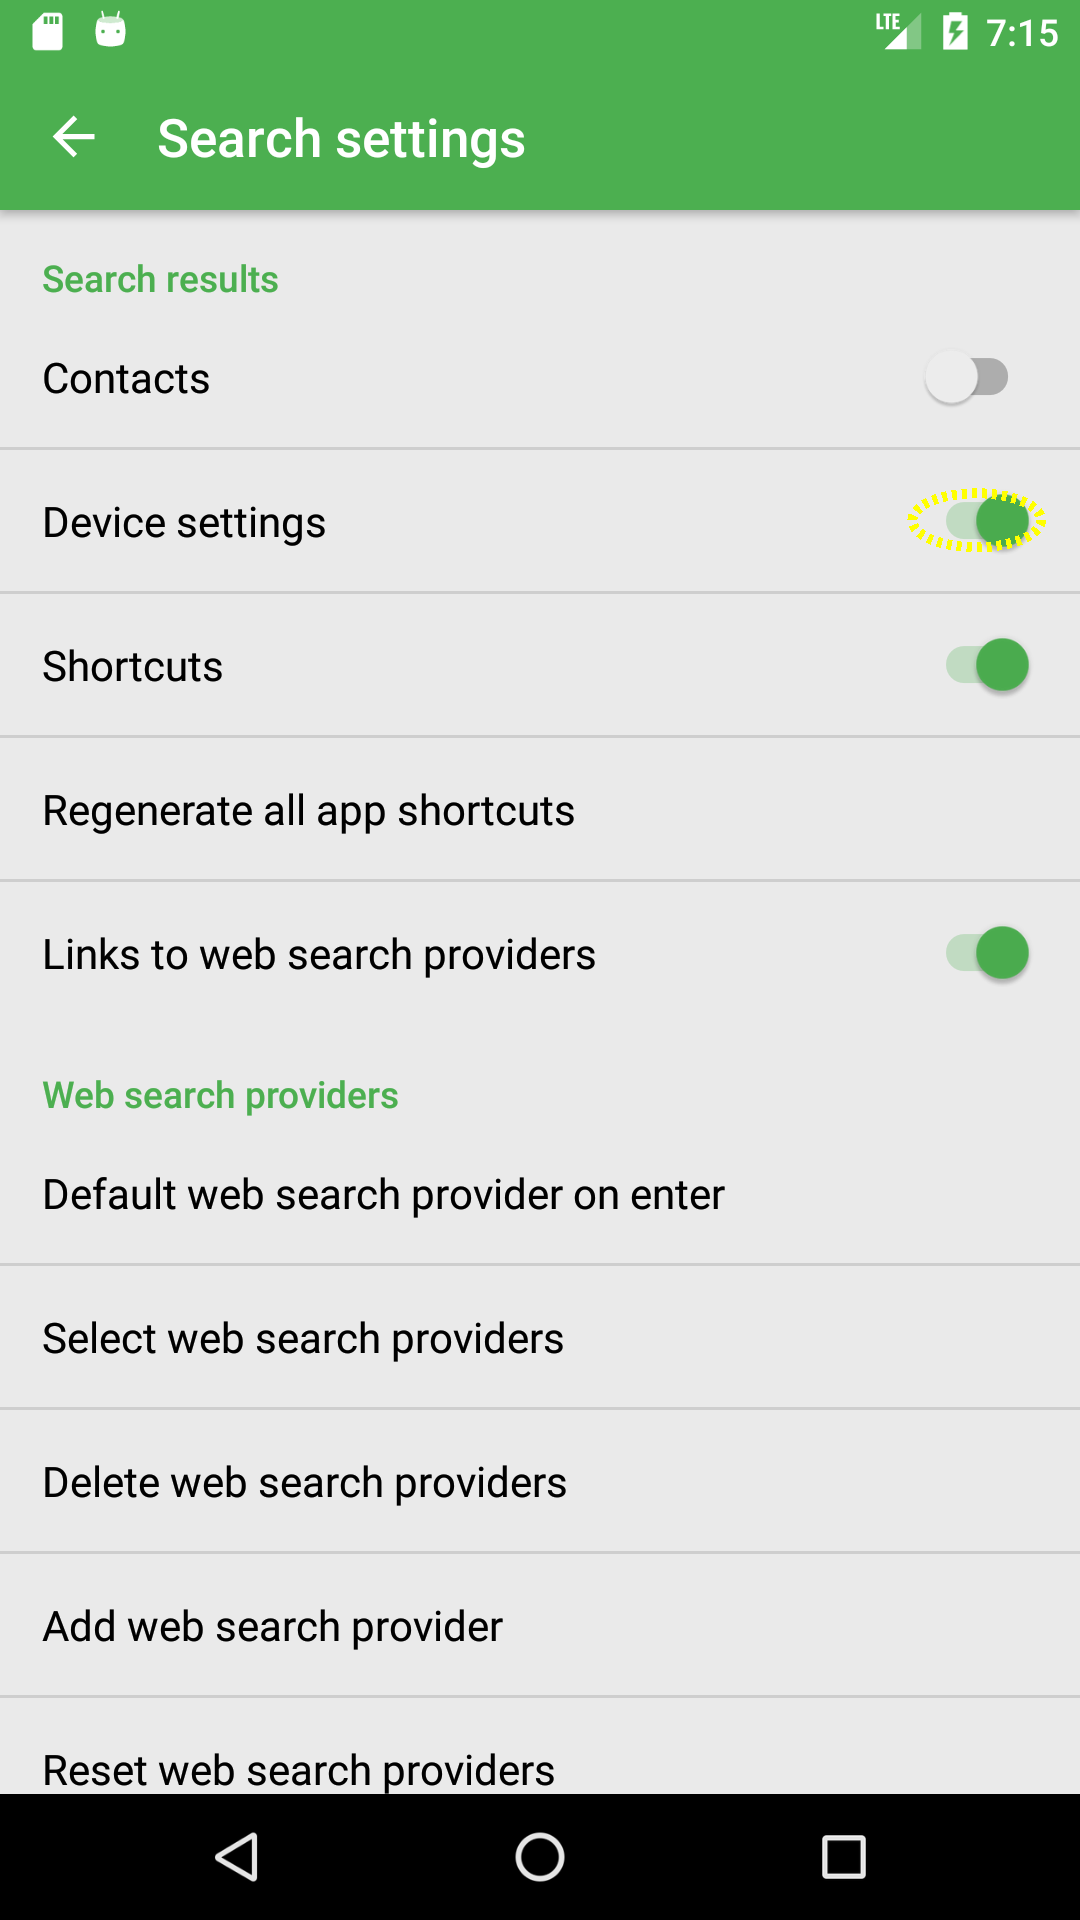 LTE 7:15
Search settings
Search results
Contacts
Device settings
Shortcuts
Regenerate all app shortcuts
Links to web search providers
Web search providers
Default web search provider on enter
Select web search providers
Delete web search providers
Add web search provider
Reset web search providers